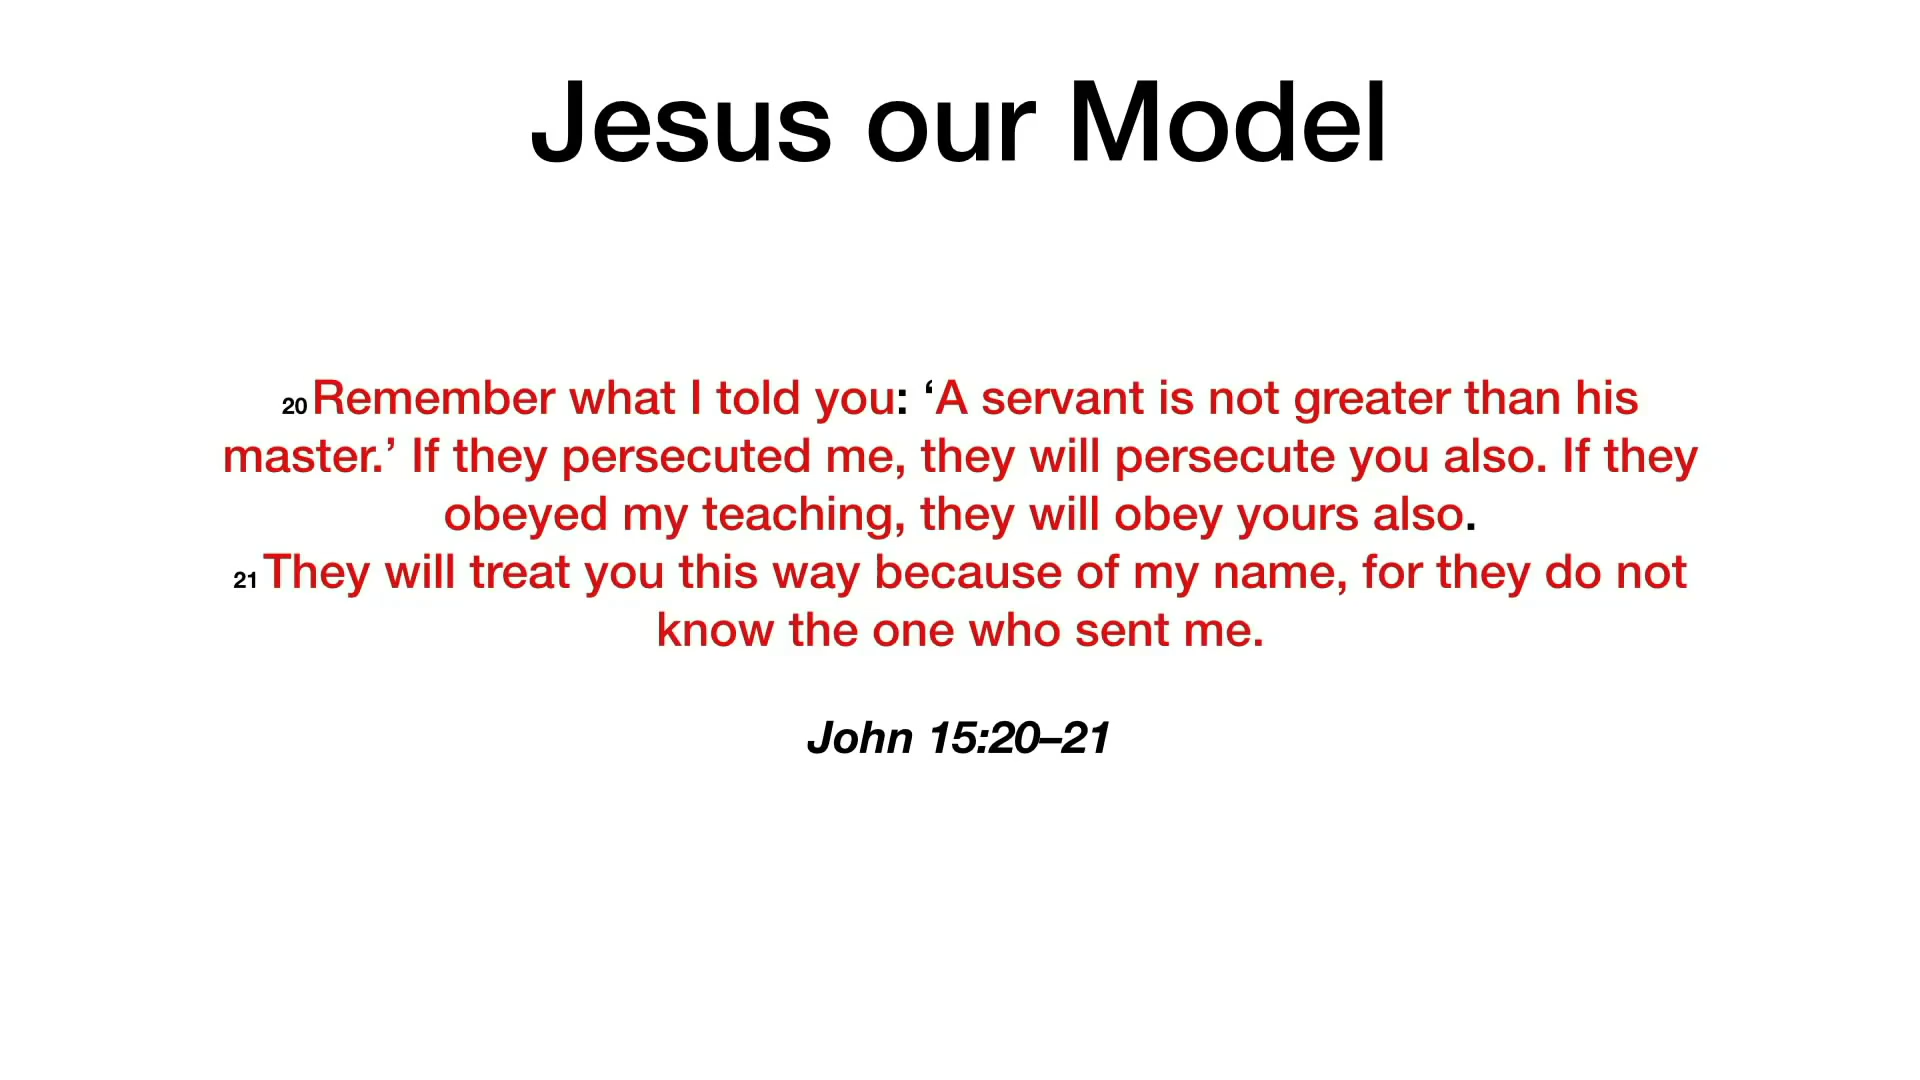 Jesus our Model
20 Remember what I told you: ‘A servant is not greater than his
master.’ If they persecuted me, they will persecute you also. If they
obeyed my teaching, they will obey yours also.
21 They will treat you this way because of my name, for they do not
know the one who sent me.
John 15:20–21